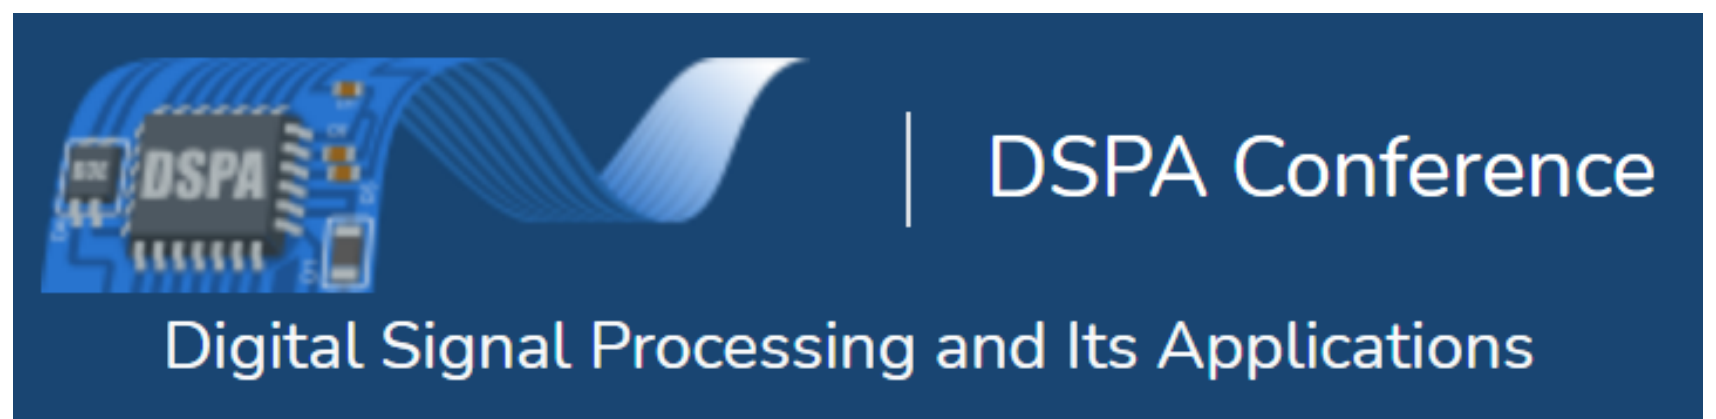 DSPA
DSPA Conference
Digital Signal Processing and Its Applications